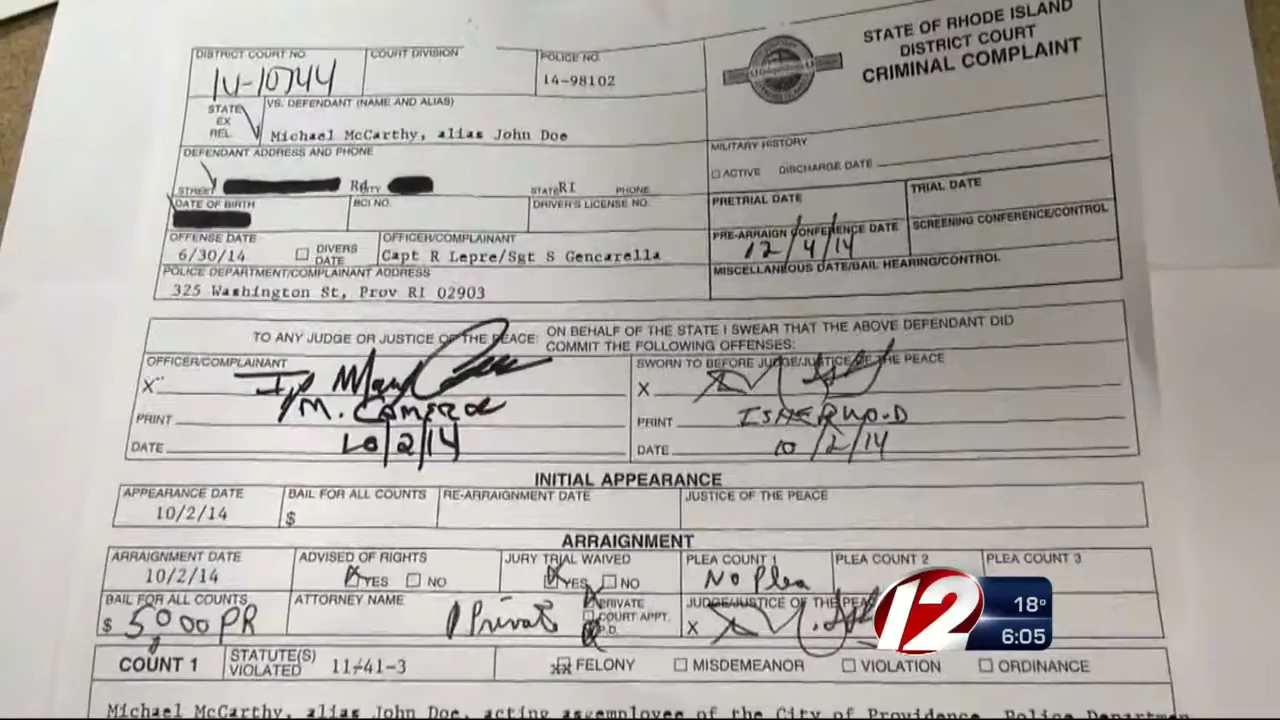 STATE OF RHODE ISLAND
DISTRICT COURT
CRIMINAL COMPLAINT
DISTRICT COURT NO
COURT DIVISION
POLICE NO.
14-10744
14-98102
STATE
EX
REL.
VS. DEFENDANT (NAME AND ALIAS)
Michael McCarthy, alias John Doe
DEFENDANT ADDRESS AND PHONE
STREET Rd CITY STATE RI PHONE
DATE OF BIRTH
BCI NO.
DRIVER'S LICENSE NO.
OFFENSE DATE
6/30/14
DIVERS
DATE
OFFICER/COMPLAINANT
Capt R Lepre/Sgt S Gencarella
POLICE DEPARTMENT/COMPLAINANT ADDRESS
325 Washington St, Prov RI 02903
MILITARY HISTORY
ACTIVE DISCHARGE DATE
PRETRIAL DATE
TRIAL DATE
PRE-ARRAIGN CONFERENCE DATE
12/4/14
SCREENING CONFERENCE/CONTROL
MISCELLANEOUS DATE/BAIL HEARING/CONTROL
TO ANY JUDGE OR JUSTICE OF THE PEACE: ON BEHALF OF THE STATE I SWEAR THAT THE ABOVE DEFENDANT DID
COMMIT THE FOLLOWING OFFENSES:
OFFICER/COMPLAINANT
X
PRINT M.
DATE 10/2/14
SWORN TO BEFORE JUDGE/JUSTICE OF THE PEACE
X
PRINT ISHERWOOD
DATE 10/2/14
INITIAL APPEARANCE
APPEARANCE DATE
10/2/14
BAIL FOR ALL COUNTS
$
RE-ARRAIGNMENT DATE
JUSTICE OF THE PEACE
ARRAIGNMENT
ARRAIGNMENT DATE
10/2/14
ADVISED OF RIGHTS
YES NO
JURY TRIAL WAIVED
YES NO
PLEA COUNT 1
No Plea
PLEA COUNT 2
PLEA COUNT 3
BAIL FOR ALL COUNTS
$ 5000 PR
ATTORNEY NAME
Private
PRIVATE
COURT APPT.
P.D.
JUDGE/JUSTICE OF THE PEA
X
COUNT 1
STATUTE(S)
VIOLATED
11-41-3
xx FELONY
MISDEMEANOR
VIOLATION
ORDINANCE
Michael McCarthy, alias John Doe, acting as employee of the City of Providence, Police Departmen
12
18°
6:05